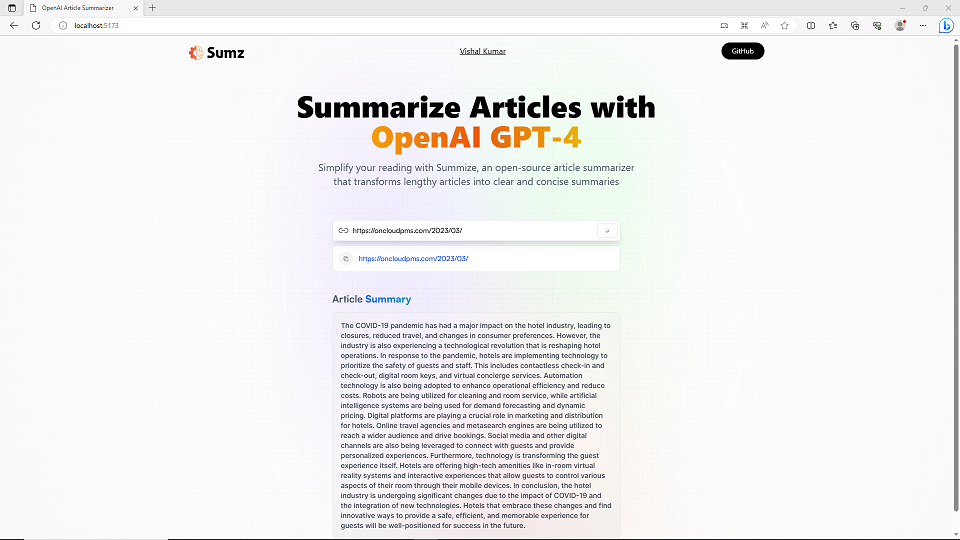 OpenAI Article Summarizer
localhost:5173
Sumz
Vishal Kumar
GitHub
Summarize Articles with
OpenAI GPT-4
Simplify your reading with Summize, an open-source article summarizer
that transforms lengthy articles into clear and concise summaries
https://oncloudpms.com/2023/03/
https://oncloudpms.com/2023/03/
Article Summary
The COVID-19 pandemic has had a major impact on the hotel industry, leading to
closures, reduced travel, and changes in consumer preferences. However, the
industry is also experiencing a technological revolution that is reshaping hotel
operations. In response to the pandemic, hotels are implementing technology to
prioritize the safety of guests and staff. This includes contactless check-in and
check-out, digital room keys, and virtual concierge services. Automation
technology is also being adopted to enhance operational efficiency and reduce
costs. Robots are being utilized for cleaning and room service, while artificial
intelligence systems are being used for demand forecasting and dynamic
pricing. Digital platforms are playing a crucial role in marketing and distribution
for hotels. Online travel agencies and metasearch engines are being utilized to
reach a wider audience and drive bookings. Social media and other digital
channels are also being leveraged to connect with guests and provide
personalized experiences. Furthermore, technology is transforming the guest
experience itself. Hotels are offering high-tech amenities like in-room virtual
reality systems and interactive experiences that allow guests to control various
aspects of their room through their mobile devices. In conclusion, the hotel
industry is undergoing significant changes due to the impact of COVID-19 and
the integration of new technologies. Hotels that embrace these changes and find
innovative ways to provide a safe, efficient, and memorable experience for
guests will be well-positioned for success in the future.